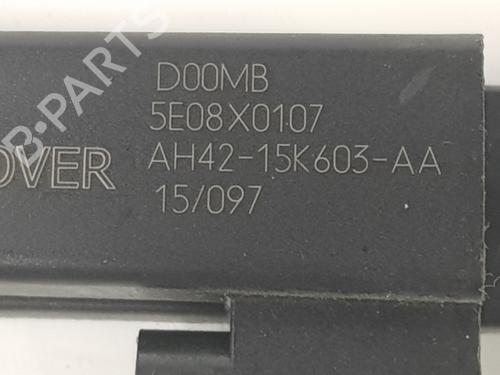 D00MB
5E08X0107
OVER AH42-15K603-AA
15/097
B-PARTS